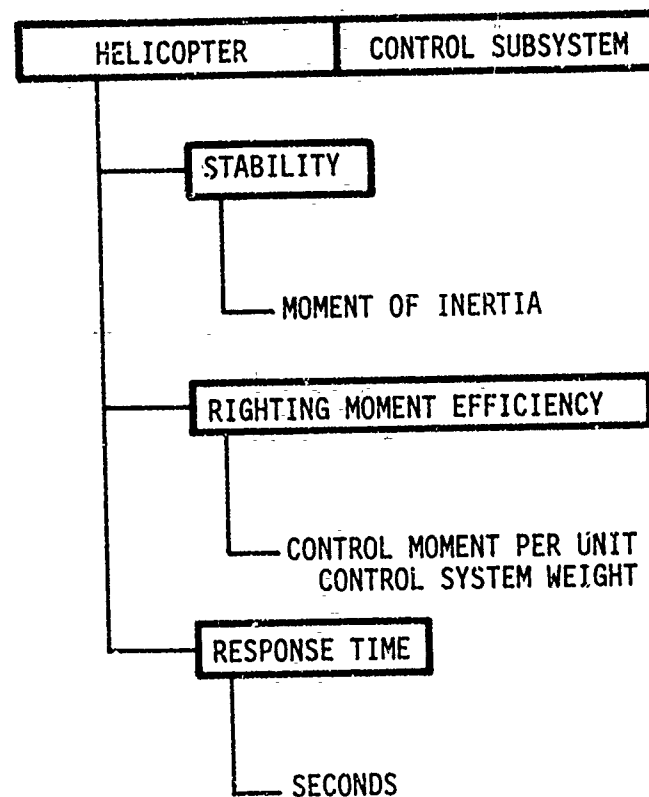 HELICOPTER CONTROL SUBSYSTEM
STABILITY
MOMENT OF INERTIA
RIGHTING MOMENT EFFICIENCY
CONTROL MOMENT PER UNIT
CONTROL SYSTEM WEIGHT
RESPONSE TIME
SECONDS